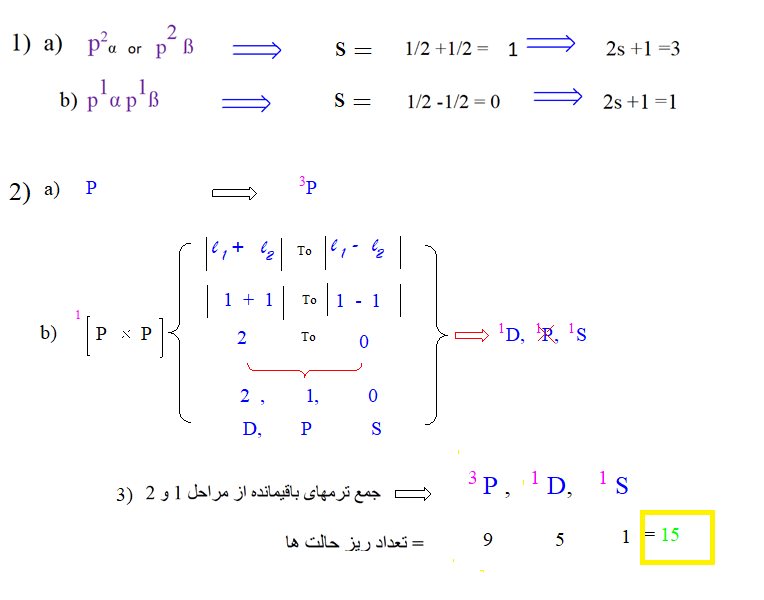 1) a) p²α or p² ß ⟹ S = 1/2 +1/2 = 1 ⟹ 2s +1 =3
b) p¹α p¹ß ⟹ S = 1/2 -1/2 = 0 ⟹ 2s +1 =1
2) a) P ⇒ ³P
|ℓ₁ + ℓ₂| To |ℓ₁ - ℓ₂|
| 1 + 1 | To | 1 - 1 |
b) ¹[P × P] 2 To 0 ⇒ ¹D, ¹P, ¹S
2 , 1, 0
D, P S
3) جمع ترمهای باقیمانده از مراحل 1 و 2 ⇒ ³P , ¹D, ¹S
تعداد ریز حالت ها = 9 5 1 = 15